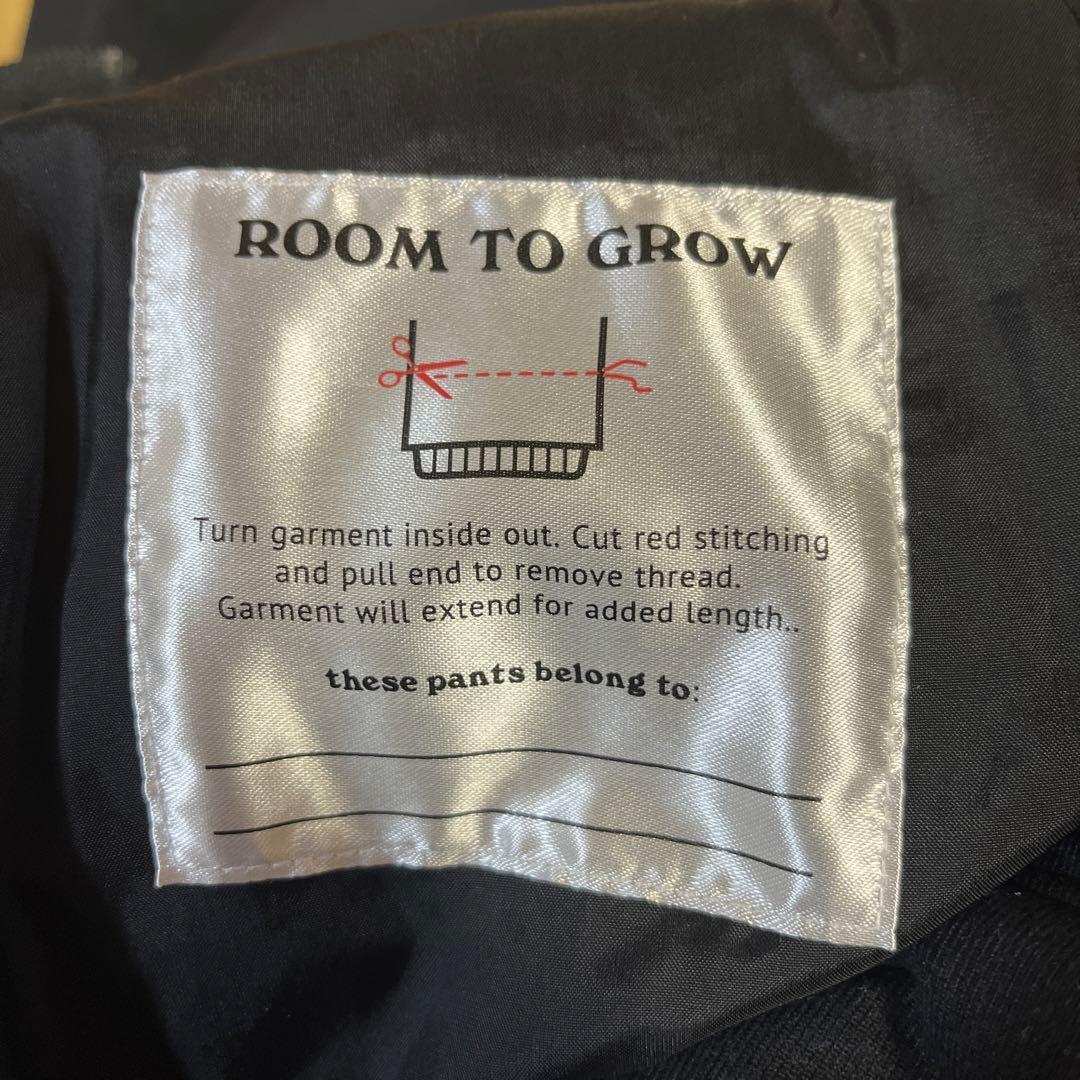 ROOM TO GROW
Turn garment inside out. Cut red stitching
and pull end to remove thread.
Garment will extend for added length..
these pants belong to: